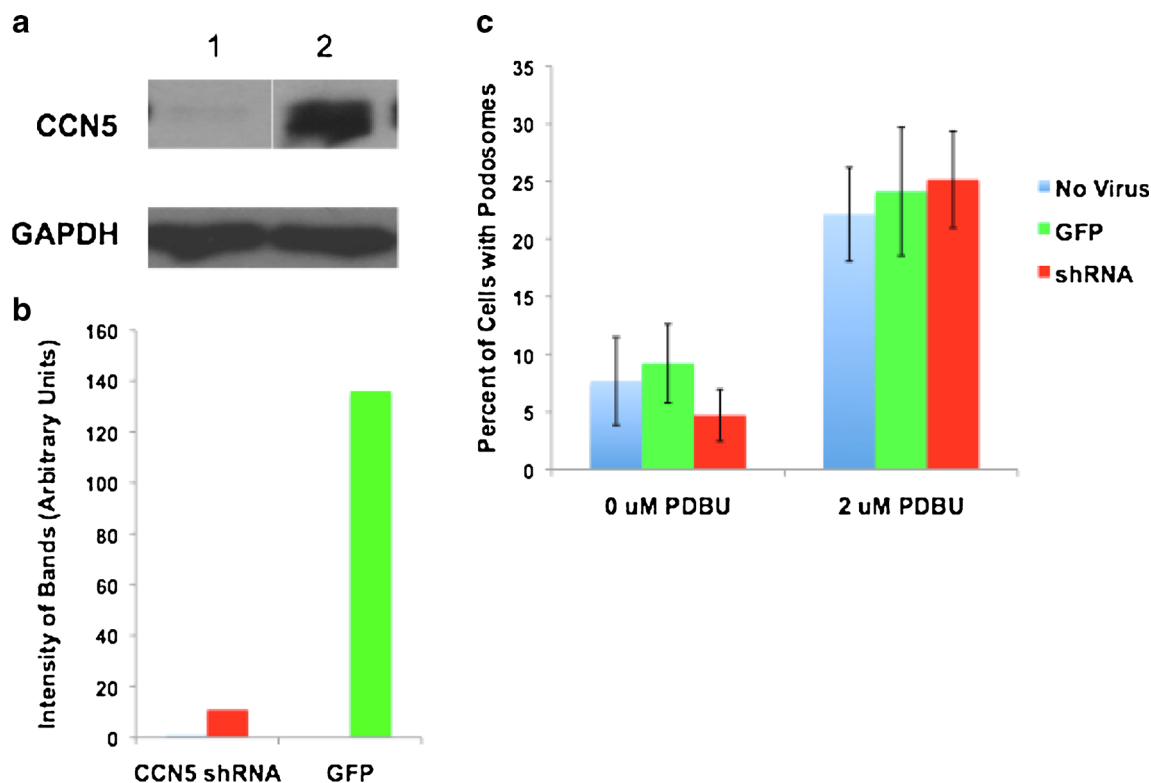 a
1 2
CCN5
GAPDH
b
Intensity of Bands (Arbitrary Units)
160
140
120
100
80
60
40
20
0
CCN5 shRNA GFP
c
Percent of Cells with Podosomes
35
30
25
20
15
10
5
0
0 uM PDBU 2 uM PDBU
No Virus
GFP
shRNA